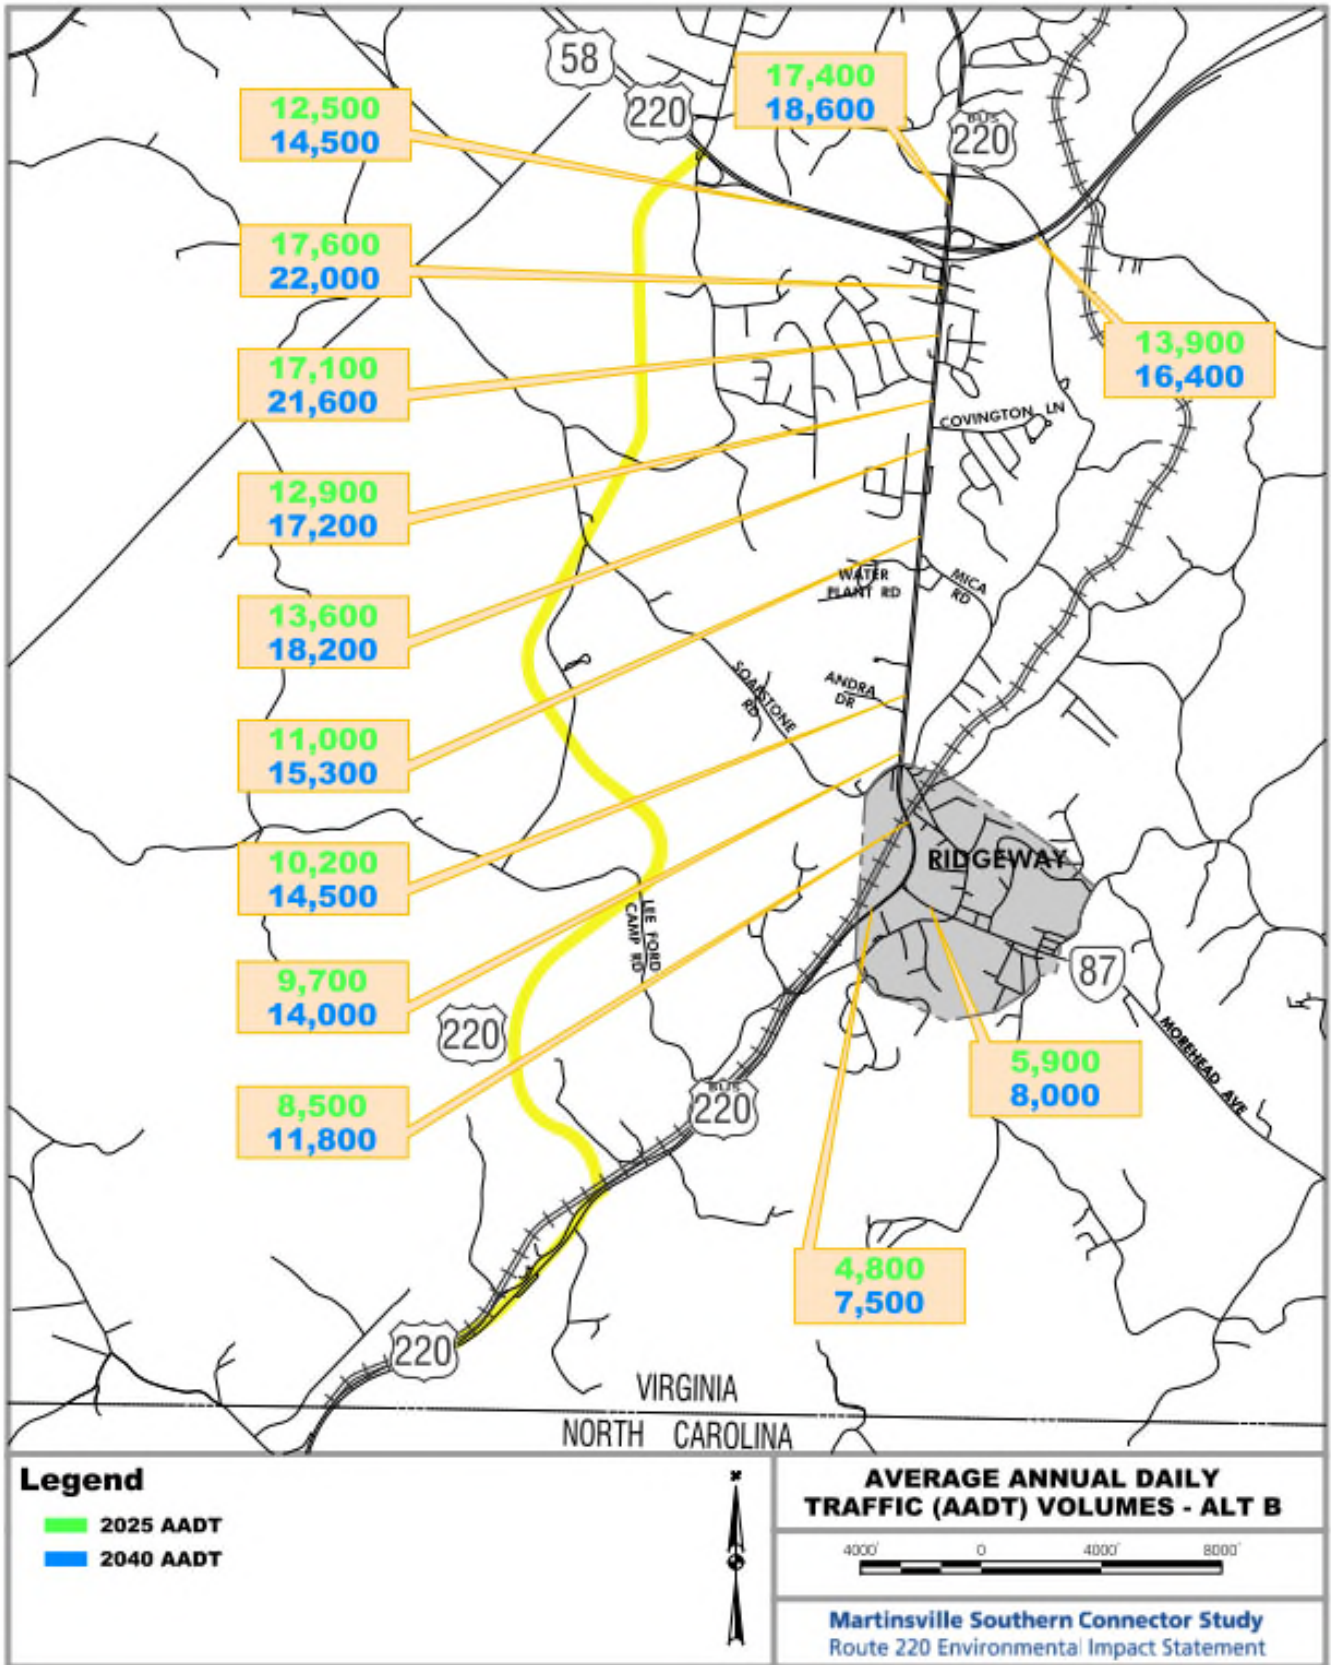 58
220
17,400
18,600
BUS
220
12,500
14,500
17,600
22,000
13,900
16,400
17,100
21,600
COVINGTON LN
12,900
17,200
WATER
PLANT RD
MICA
RD
13,600
18,200
SOAPSTONE
RD
ANDRA
DR
11,000
15,300
10,200
14,500
RIDGEWAY
LEE FORD
CAMP RD
87
9,700
14,000
220
MOREHEAD AVE
5,900
8,000
BUS
220
8,500
11,800
4,800
7,500
220
VIRGINIA
NORTH CAROLINA
Legend
2025 AADT
2040 AADT
AVERAGE ANNUAL DAILY
TRAFFIC (AADT) VOLUMES - ALT B
4000' 0 4000' 8000'
Martinsville Southern Connector Study
Route 220 Environmental Impact Statement